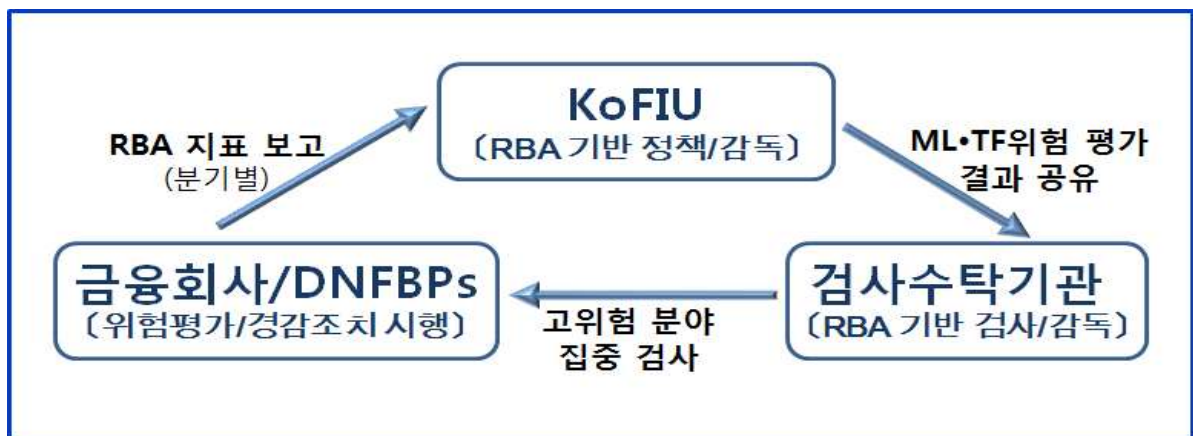 KoFIU
〔RBA 기반 정책/감독〕
RBA 지표 보고
(분기별)
ML•TF위험 평가
결과 공유
금융회사/DNFBPs
〔위험평가/경감조치 시행〕
고위험 분야
집중 검사
검사수탁기관
〔RBA 기반 검사/감독〕